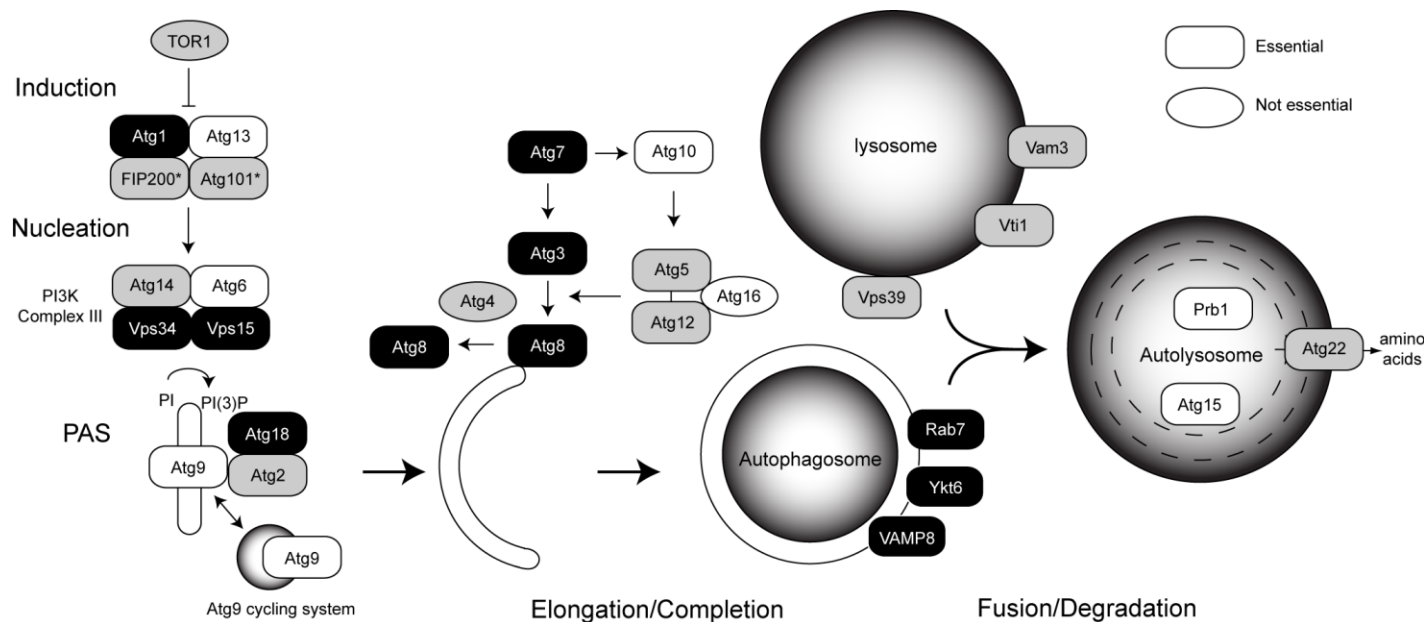 TOR1
Induction
Atg1
Atg13
FIP200*
Atg101*
Nucleation
Atg14
Atg6
PI3K
Complex III
Vps34
Vps15
PI
PI(3)P
PAS
Atg18
Atg9
Atg2
Atg9
Atg9 cycling system
Atg7
Atg10
Atg3
Atg5
Atg16
Atg12
Atg4
Atg8
Atg8
Elongation/Completion
lysosome
Vam3
Vti1
Vps39
Autophagosome
Rab7
Ykt6
VAMP8
Fusion/Degradation
Essential
Not essential
Prb1
Autolysosome
Atg22
amino
acids
Atg15